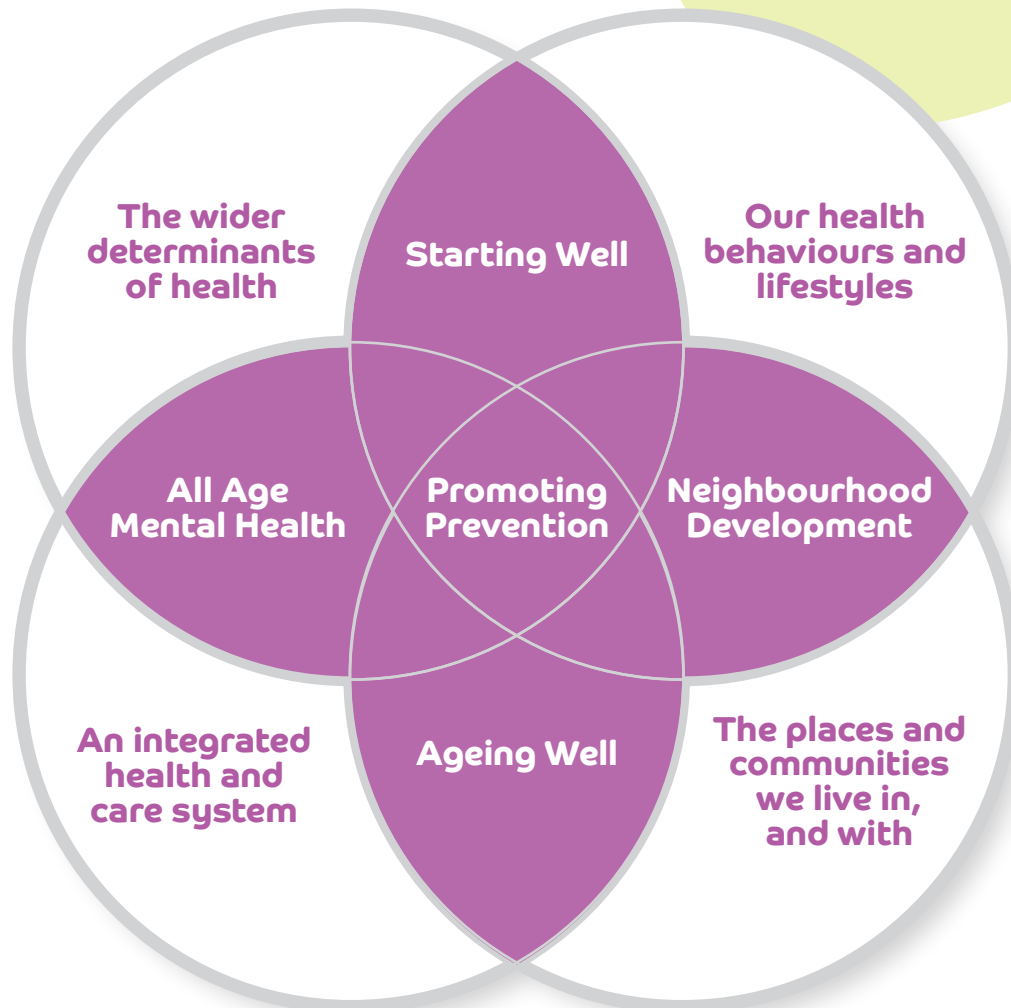 The wider
determinants
of health
Starting Well
Our health
behaviours and
lifestyles
All Age
Mental Health
Promoting
Prevention
Neighbourhood
Development
An integrated
health and
care system
Ageing Well
The places and
communities
we live in,
and with